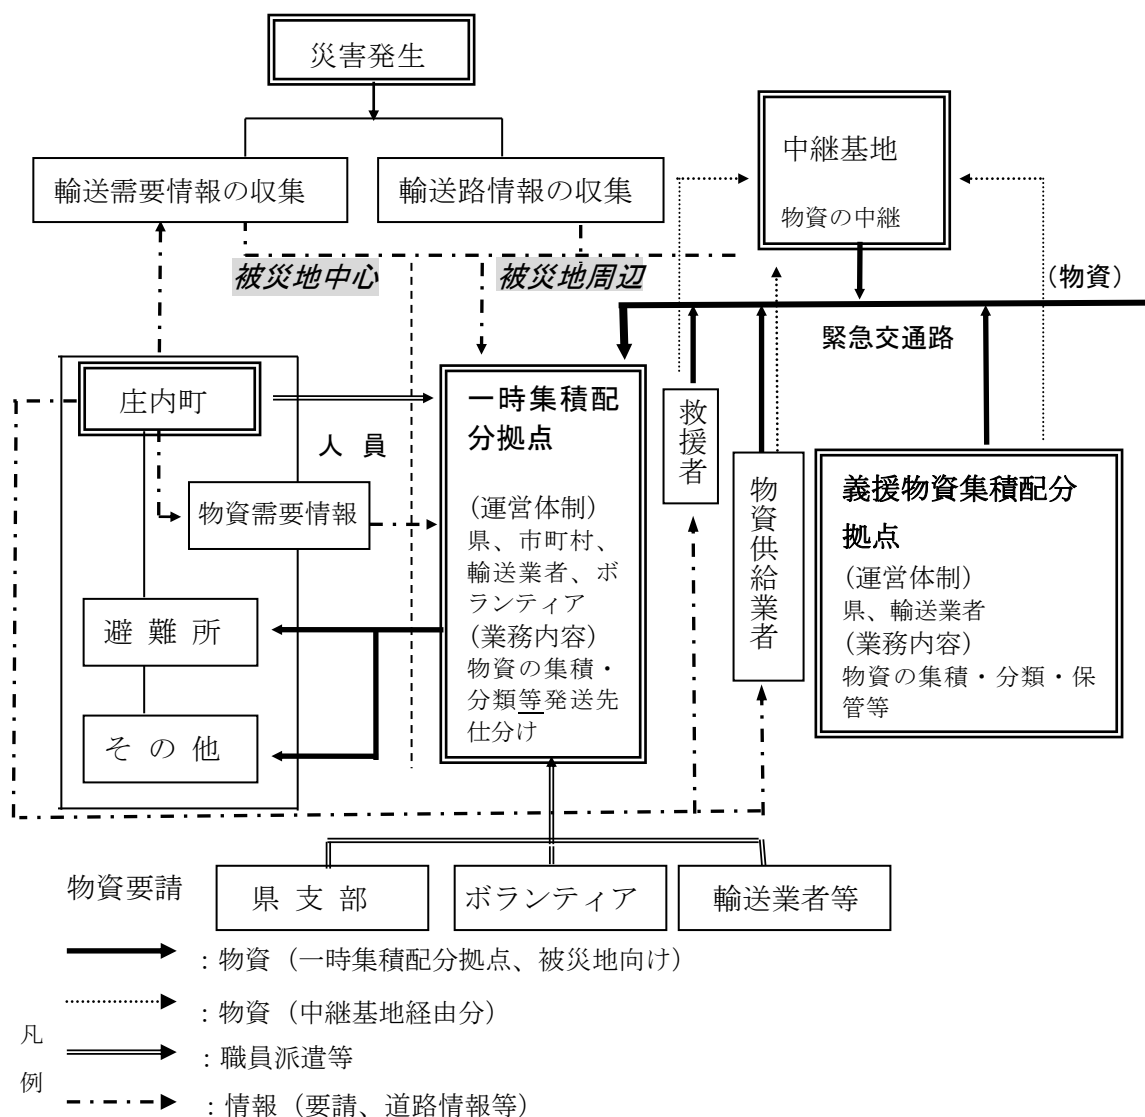 災害発生
輸送需要情報の収集
輸送路情報の収集
中継基地
物資の中継
被災地中心
被災地周辺
（物資）
緊急交通路
庄内町
人　員
物資需要情報
避 難 所
そ の 他
一時集積配
分拠点
（運営体制）
県、市町村、
輸送業者、ボ
ランティア
（業務内容）
物資の集積・
分類等発送先
仕分け
救援者
物資供給業者
義援物資集積配分
拠点
（運営体制）
県、輸送業者
（業務内容）
物資の集積・分類・保
管等
物資要請
県 支 部
ボランティア
輸送業者等
凡例
：物資（一時集積配分拠点、被災地向け）
：物資（中継基地経由分）
：職員派遣等
：情報（要請、道路情報等）